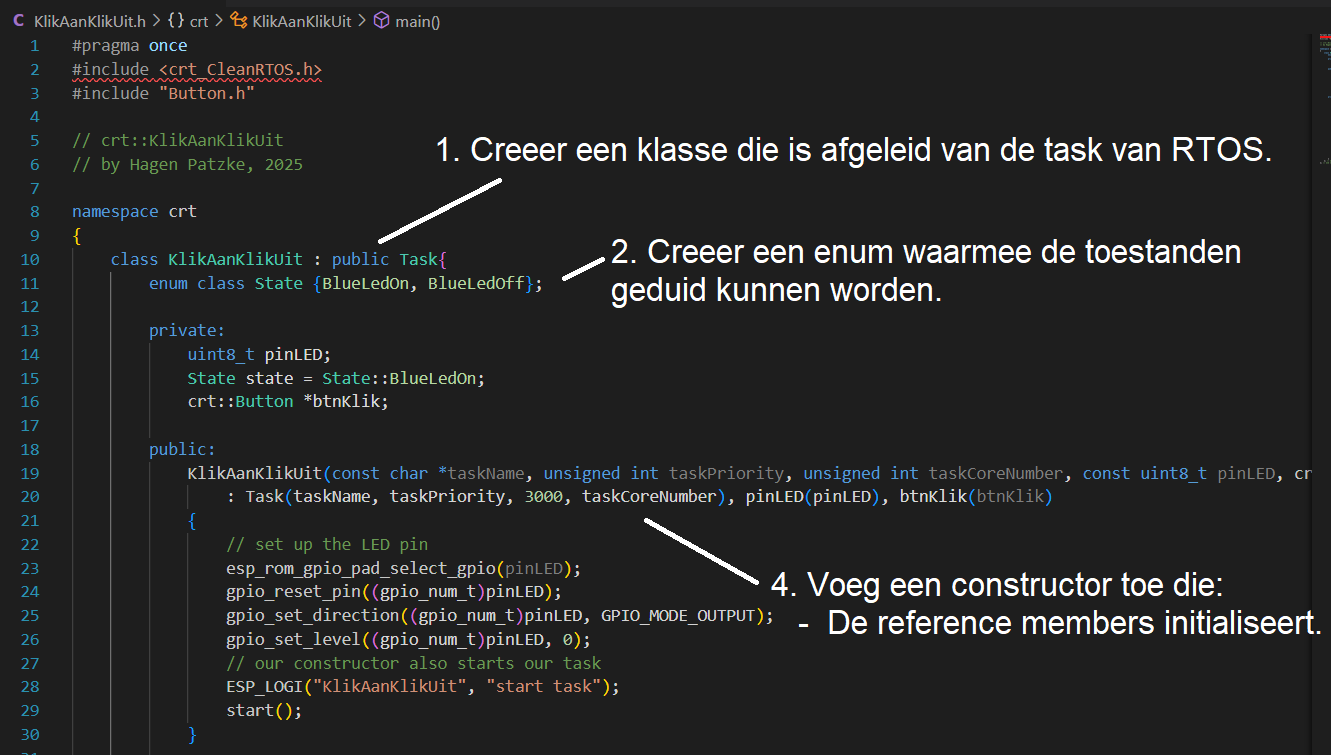 KlikAanKlikUit.h > {} crt > KlikAanKlikUit > main()
1 #pragma once
2 #include <crt_CleanRTOS.h>
3 #include "Button.h"
4
5 // crt::KlikAanKlikUit
1. Creeer een klasse die is afgeleid van de task van RTOS.
6 // by Hagen Patzke, 2025
7
8 namespace crt
9 {
10 class KlikAanKlikUit : public Task{
2. Creeer een enum waarmee de toestanden
geduid kunnen worden.
11 enum class State {BlueLedOn, BlueLedOff};
12
13 private:
14 uint8_t pinLED;
15 State state = State::BlueLedOn;
16 crt::Button *btnKlik;
17
18 public:
19 KlikAanKlikUit(const char *taskName, unsigned int taskPriority, unsigned int taskCoreNumber, const uint8_t pinLED, cr
20 : Task(taskName, taskPriority, 3000, taskCoreNumber), pinLED(pinLED), btnKlik(btnKlik)
21 {
22 // set up the LED pin
23 esp_rom_gpio_pad_select_gpio(pinLED);
24 gpio_reset_pin((gpio_num_t)pinLED);
4. Voeg een constructor toe die:
- De reference members initialiseert.
25 gpio_set_direction((gpio_num_t)pinLED, GPIO_MODE_OUTPUT);
26 gpio_set_level((gpio_num_t)pinLED, 0);
27 // our constructor also starts our task
28 ESP_LOGI("KlikAanKlikUit", "start task");
29 start();
30 }